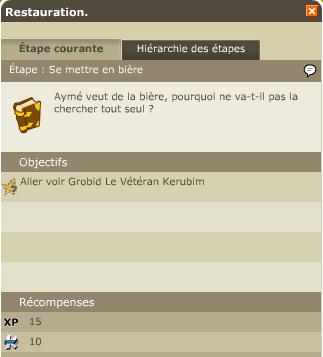 Restauration.
Étape courante
Hiérarchie des étapes
Étape : Se mettre en bière
Aymé veut de la bière, pourquoi ne va-t-il pas la
chercher tout seul ?
Objectifs
Aller voir Grobid Le Vétéran Kerubim
Récompenses
XP 15
10